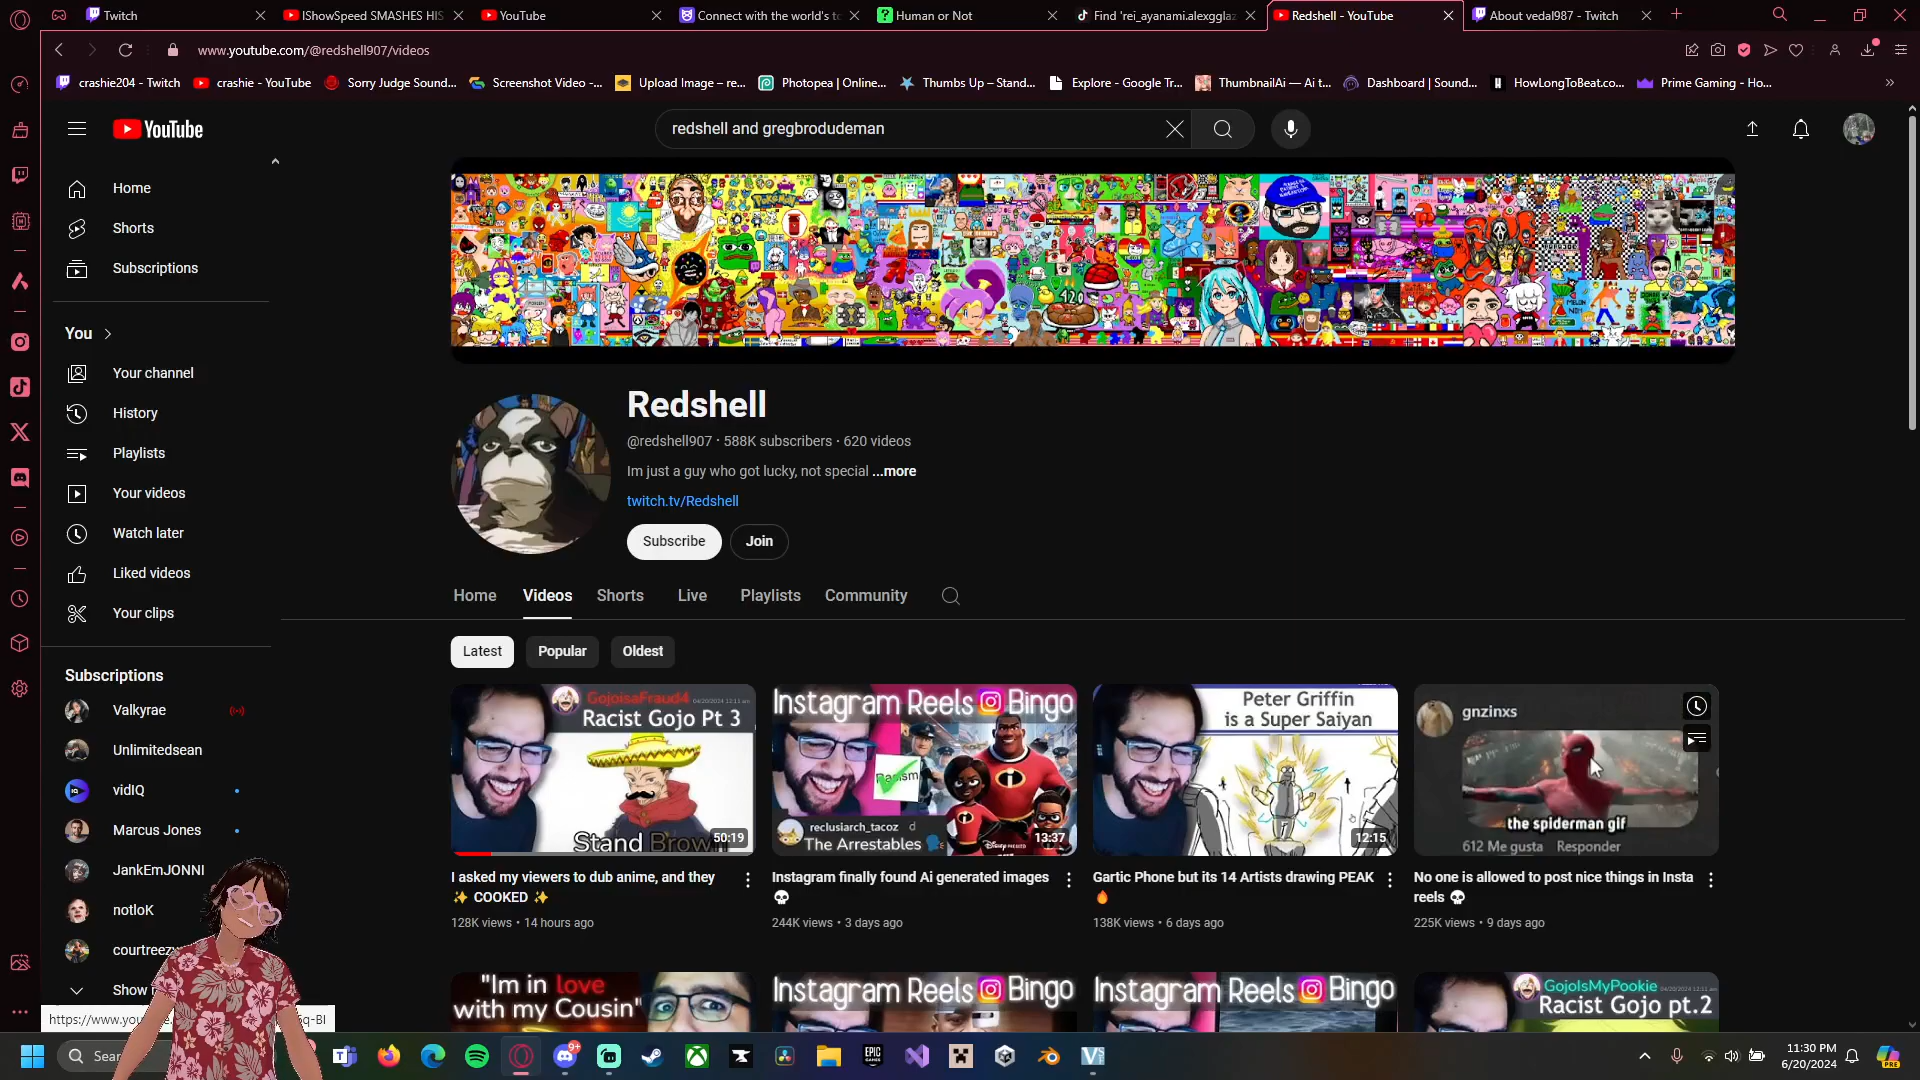 Twitch
IShowSpeed SMASHES HIS
YouTube
Connect with the world's to
Human or Not
Find 'rei_ayanami.alexgglaz
Redshell - YouTube
About vedal987 - Twitch
www.youtube.com/@redshell907/videos
crashie204 - Twitch
crashie - YouTube
Sorry Judge Sound...
Screenshot Video -...
Upload Image – re...
Photopea | Online...
Thumbs Up – Stand...
Explore - Google Tr...
ThumbnailAi — Ai t...
Dashboard | Sound...
HowLongToBeat.co...
Prime Gaming - Ho...
YouTube
redshell and gregbrodudeman
Home
Shorts
Subscriptions
You
Your channel
History
Playlists
Your videos
Watch later
Liked videos
Your clips
Subscriptions
Valkyrae
Unlimitedsean
vidIQ
Marcus Jones
JankEmJONNI
notloK
courtreezy
Show
Redshell
@redshell907 · 588K subscribers · 620 videos
Im just a guy who got lucky, not special ...more
twitch.tv/Redshell
Subscribe
Join
Home
Videos
Shorts
Live
Playlists
Community
Latest
Popular
Oldest
GojoisaFraud4
Racist Gojo Pt 3
Stand Brow
50:19
I asked my viewers to dub anime, and they
✨ COOKED ✨
128K views • 14 hours ago
Instagram Reels Bingo
Racism
reclusiarch_tacoz d
The Arrestables
13:37
Instagram finally found Ai generated images
💀
244K views • 3 days ago
Peter Griffin
is a Super Saiyan
12:15
Gartic Phone but its 14 Artists drawing PEAK
🔥
138K views • 6 days ago
gnzinxs
the spiderman gif
612 Me gusta Responder
No one is allowed to post nice things in Insta
reels 💀
225K views • 9 days ago
"Im in love
with my Cousin"
Instagram Reels Bingo
Instagram Reels Bingo
GojoIsMyPookie
Racist Gojo pt.2
https://www.you
q-BI
Sear
9+
11:30 PM
6/20/2024